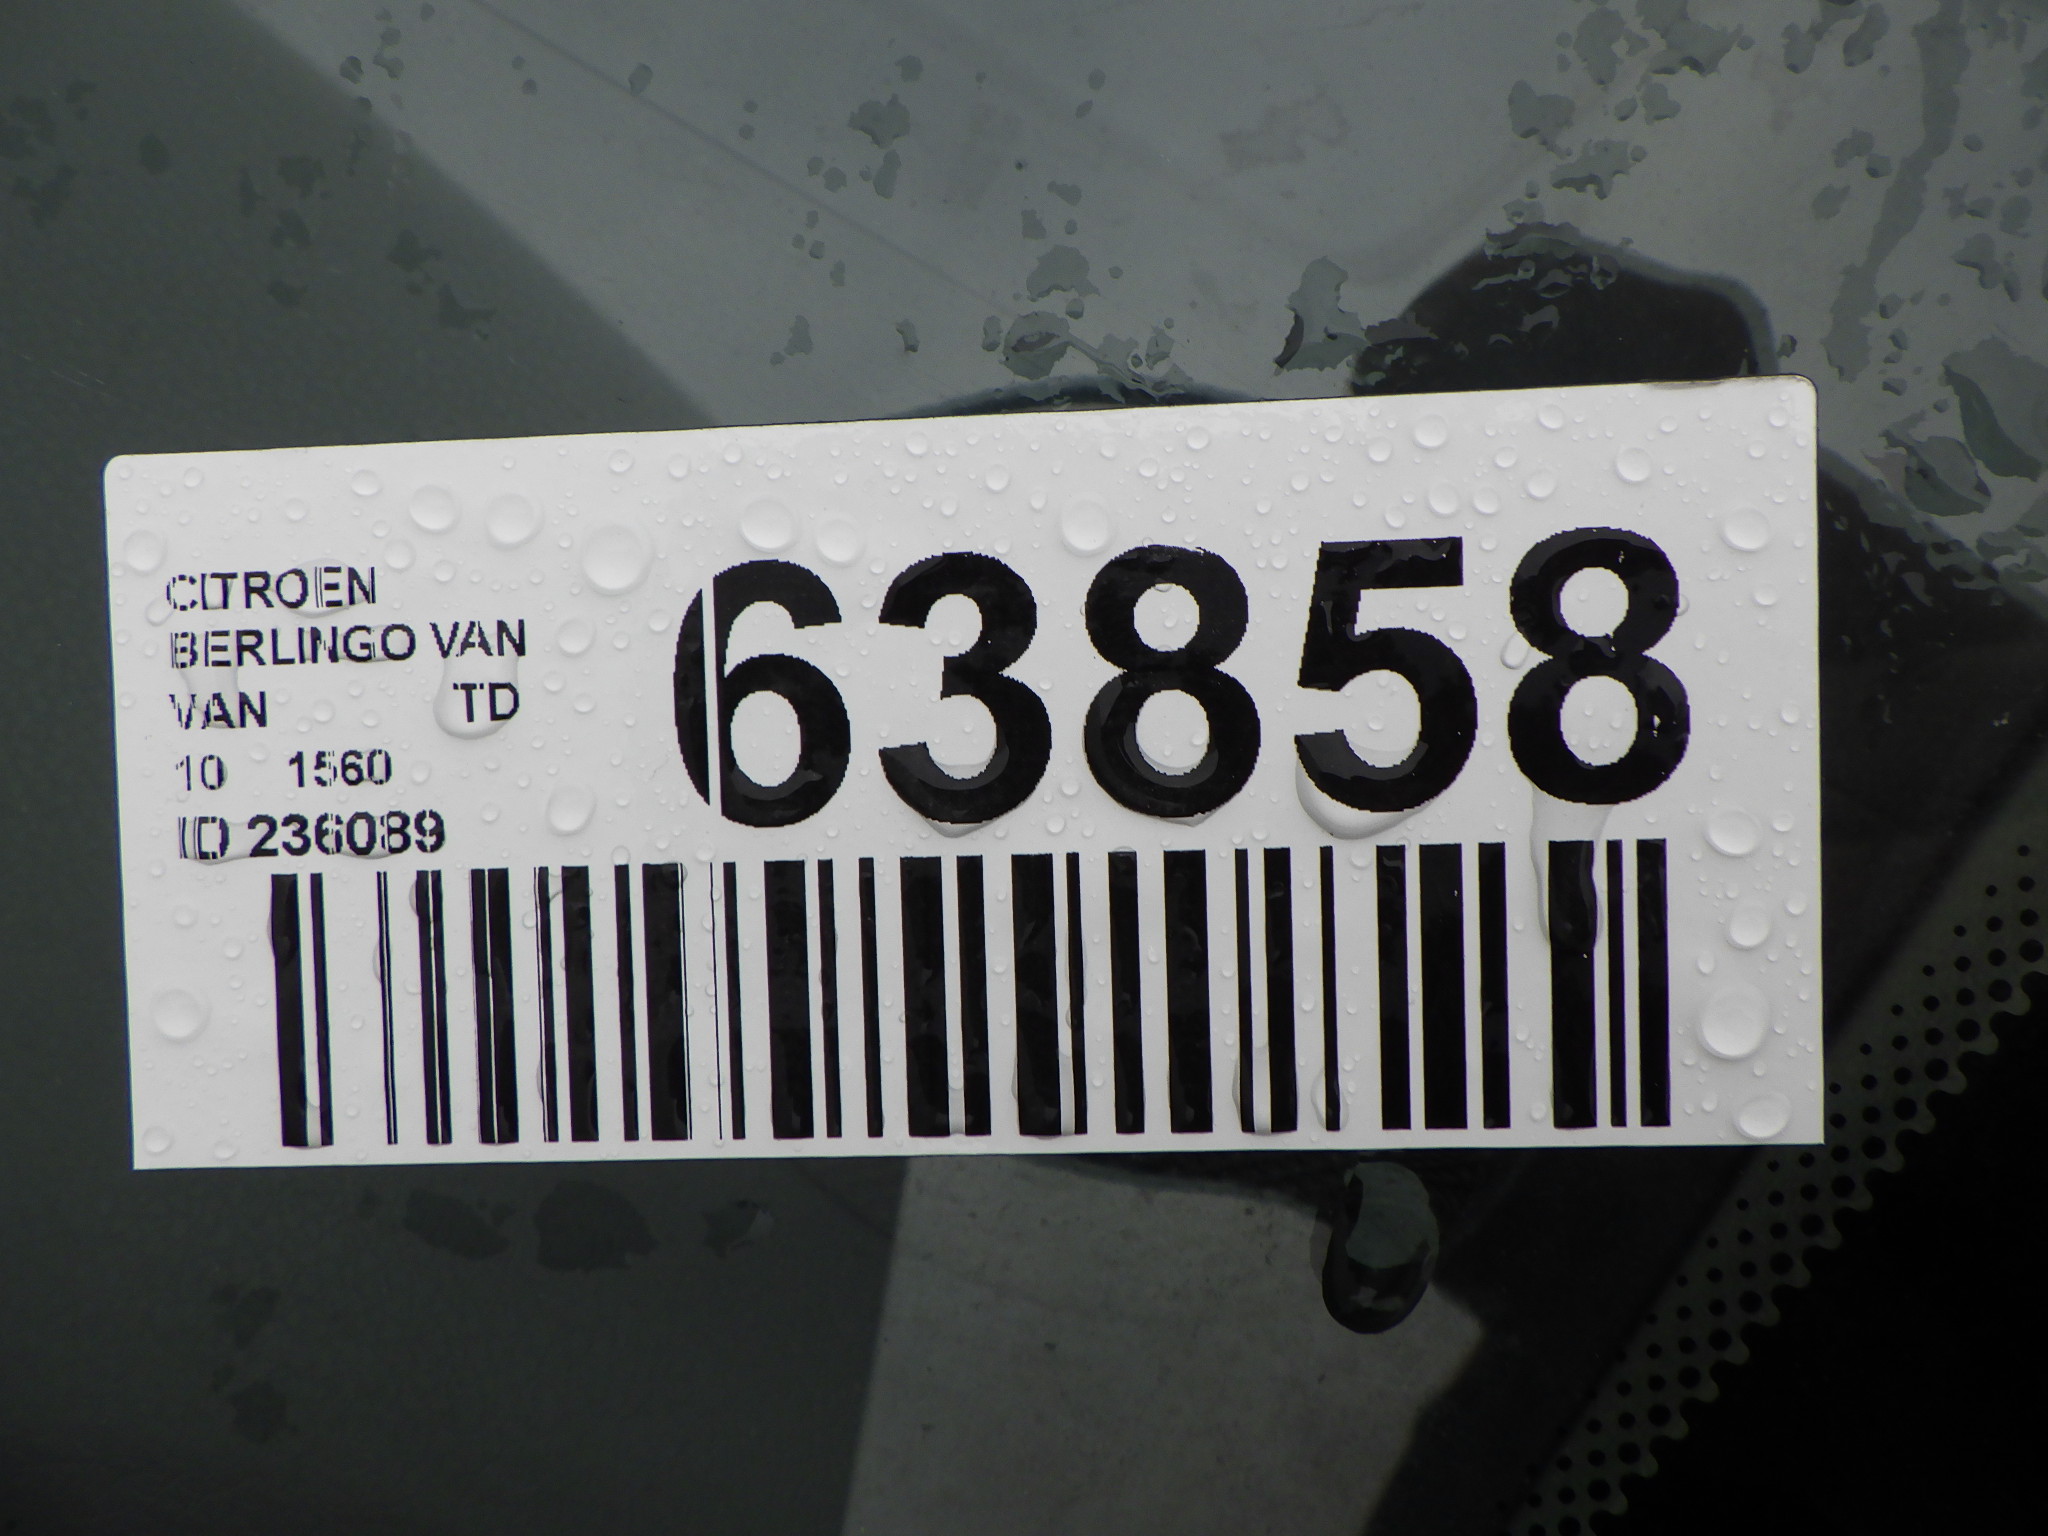 CITROEN
BERLINGO VAN
VAN TD
10 1560
ID 236089
63858